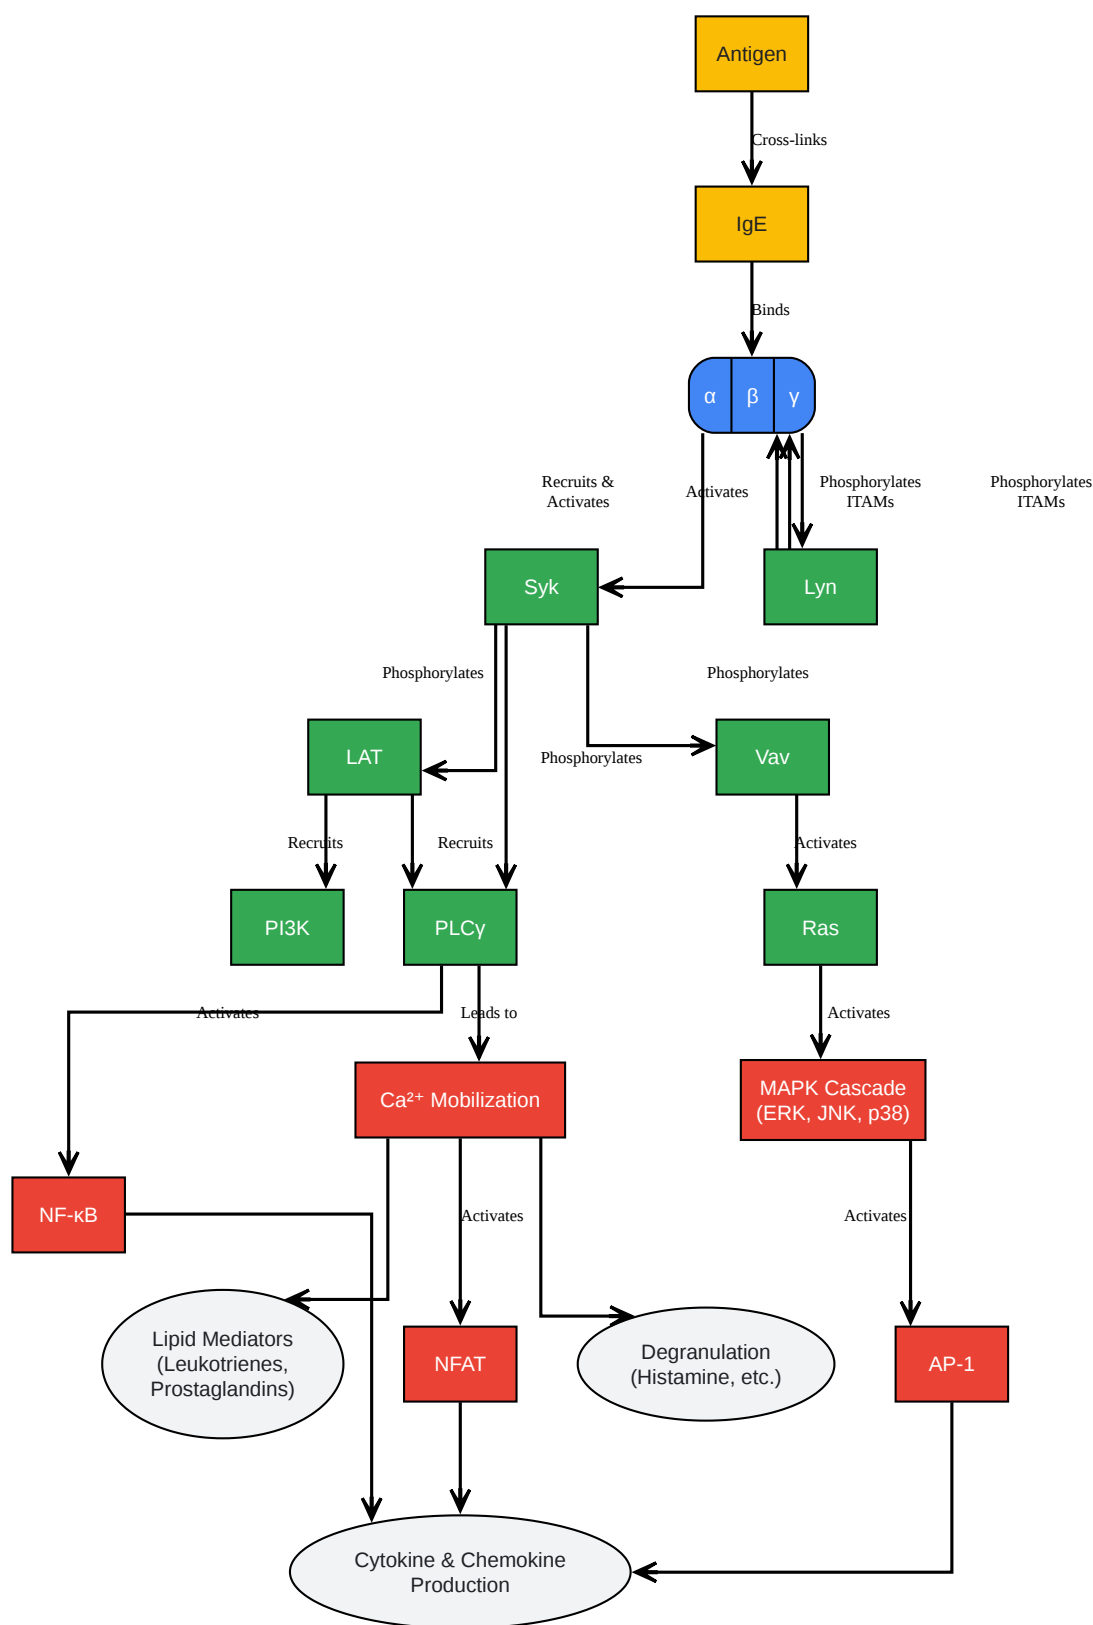 Antigen
Cross-links
IgE
Binds
α β γ
Recruits &
Activates
Activates
Phosphorylates
ITAMs
Phosphorylates
ITAMs
Syk
Lyn
Phosphorylates
Phosphorylates
LAT
Phosphorylates
Vav
Recruits
Recruits
Activates
PI3K
PLCγ
Ras
Activates
Leads to
Activates
Ca²⁺ Mobilization
MAPK Cascade
(ERK, JNK, p38)
NF-κB
Activates
Activates
Lipid Mediators
(Leukotrienes,
Prostaglandins)
NFAT
Degranulation
(Histamine, etc.)
AP-1
Cytokine & Chemokine
Production